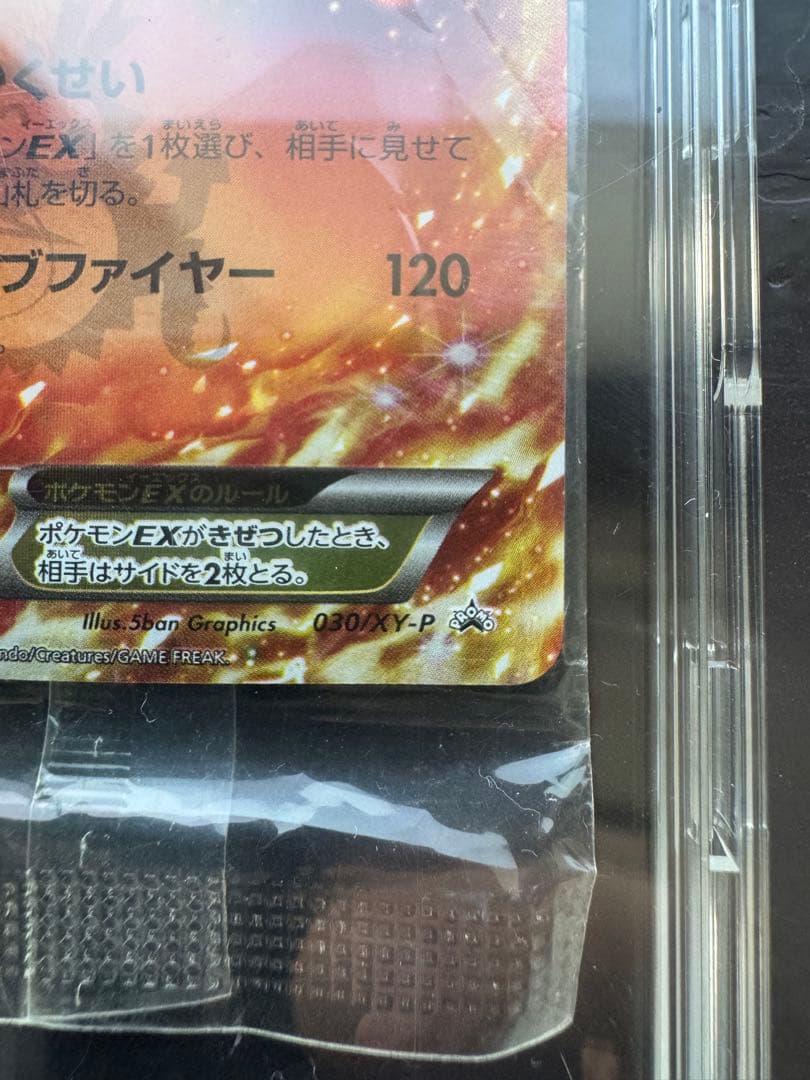 くせい
ンEX」を1枚選び、相手に見せて
山札を切る。
ブファイヤー 120
ポケモンEXのルール
ポケモンEXがきぜつしたとき、
相手はサイドを2枚とる。
Illus. 5ban Graphics 030/XY-P PROMO
ndo/Creatures/GAME FREAK.